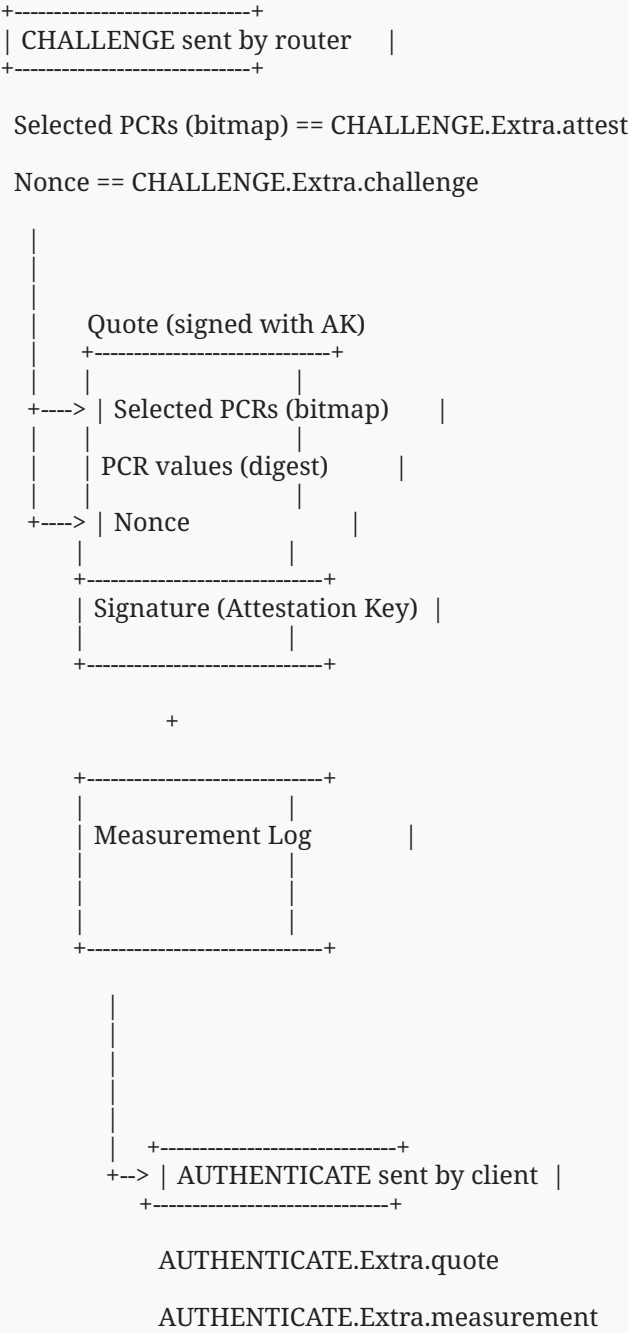 +------------------------------+
| CHALLENGE sent by router     |
+------------------------------+
Selected PCRs (bitmap) == CHALLENGE.Extra.attest
Nonce == CHALLENGE.Extra.challenge
|
|
|
|      Quote (signed with AK)
|     +------------------------------+
|     |                              |
+----> | Selected PCRs (bitmap)       |
|     |                              |
|     | PCR values (digest)          |
|     |                              |
+----> | Nonce                        |
|                              |
+------------------------------+
| Signature (Attestation Key)  |
|                              |
+------------------------------+
+
+------------------------------+
|                              |
| Measurement Log              |
|                              |
|                              |
|                              |
+------------------------------+
|
|
|
|
|
|    +------------------------------+
+--> | AUTHENTICATE sent by client  |
+------------------------------+
AUTHENTICATE.Extra.quote
AUTHENTICATE.Extra.measurement